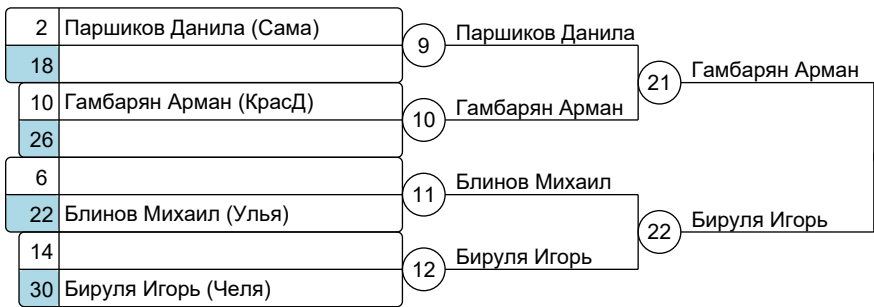 2 Паршиков Данила (Сама)
18
9 Паршиков Данила
10 Гамбарян Арман (КрасД)
26
10 Гамбарян Арман
21 Гамбарян Арман
6
22 Блинов Михаил (Улья)
11 Блинов Михаил
14
30 Бируля Игорь (Челя)
12 Бируля Игорь
22 Бируля Игорь